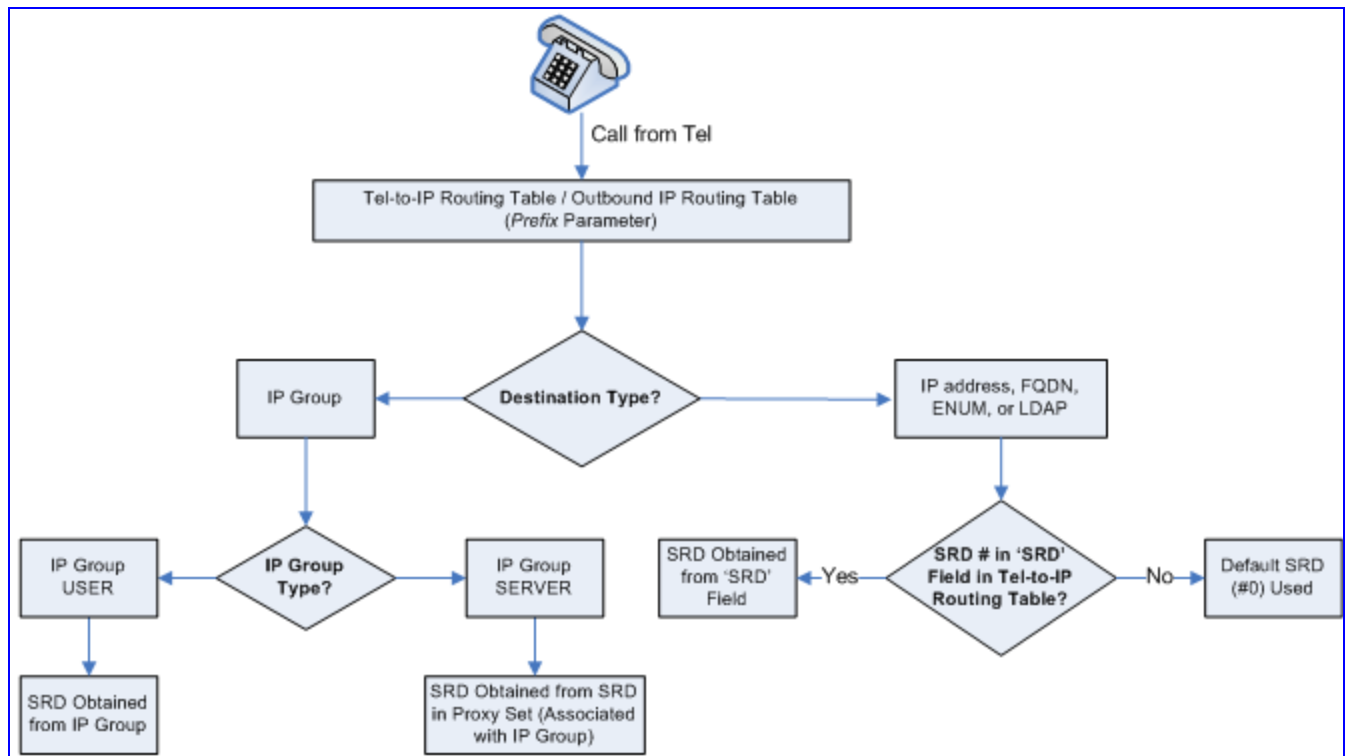 Call from Tel
Tel-to-IP Routing Table / Outbound IP Routing Table
(Prefix Parameter)
IP Group
Destination Type?
IP address, FQDN,
ENUM, or LDAP
IP Group
USER
IP Group
Type?
IP Group
SERVER
SRD Obtained
from ‘SRD’
Field
Yes
SRD # in ‘SRD’
Field in Tel-to-IP
Routing Table?
No
Default SRD
(#0) Used
SRD Obtained
from IP Group
SRD Obtained from SRD
in Proxy Set (Associated
with IP Group)